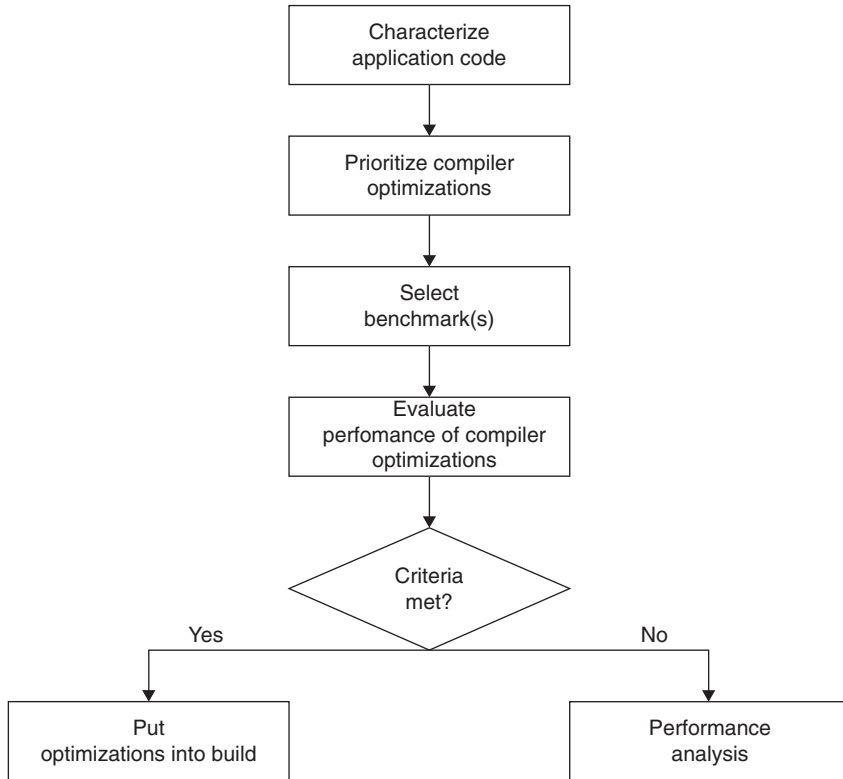 Characterize
application code
Prioritize compiler
optimizations
Select
benchmark(s)
Evaluate
perfomance of compiler
optimizations
Criteria
met?
Yes
No
Put
optimizations into build
Performance
analysis